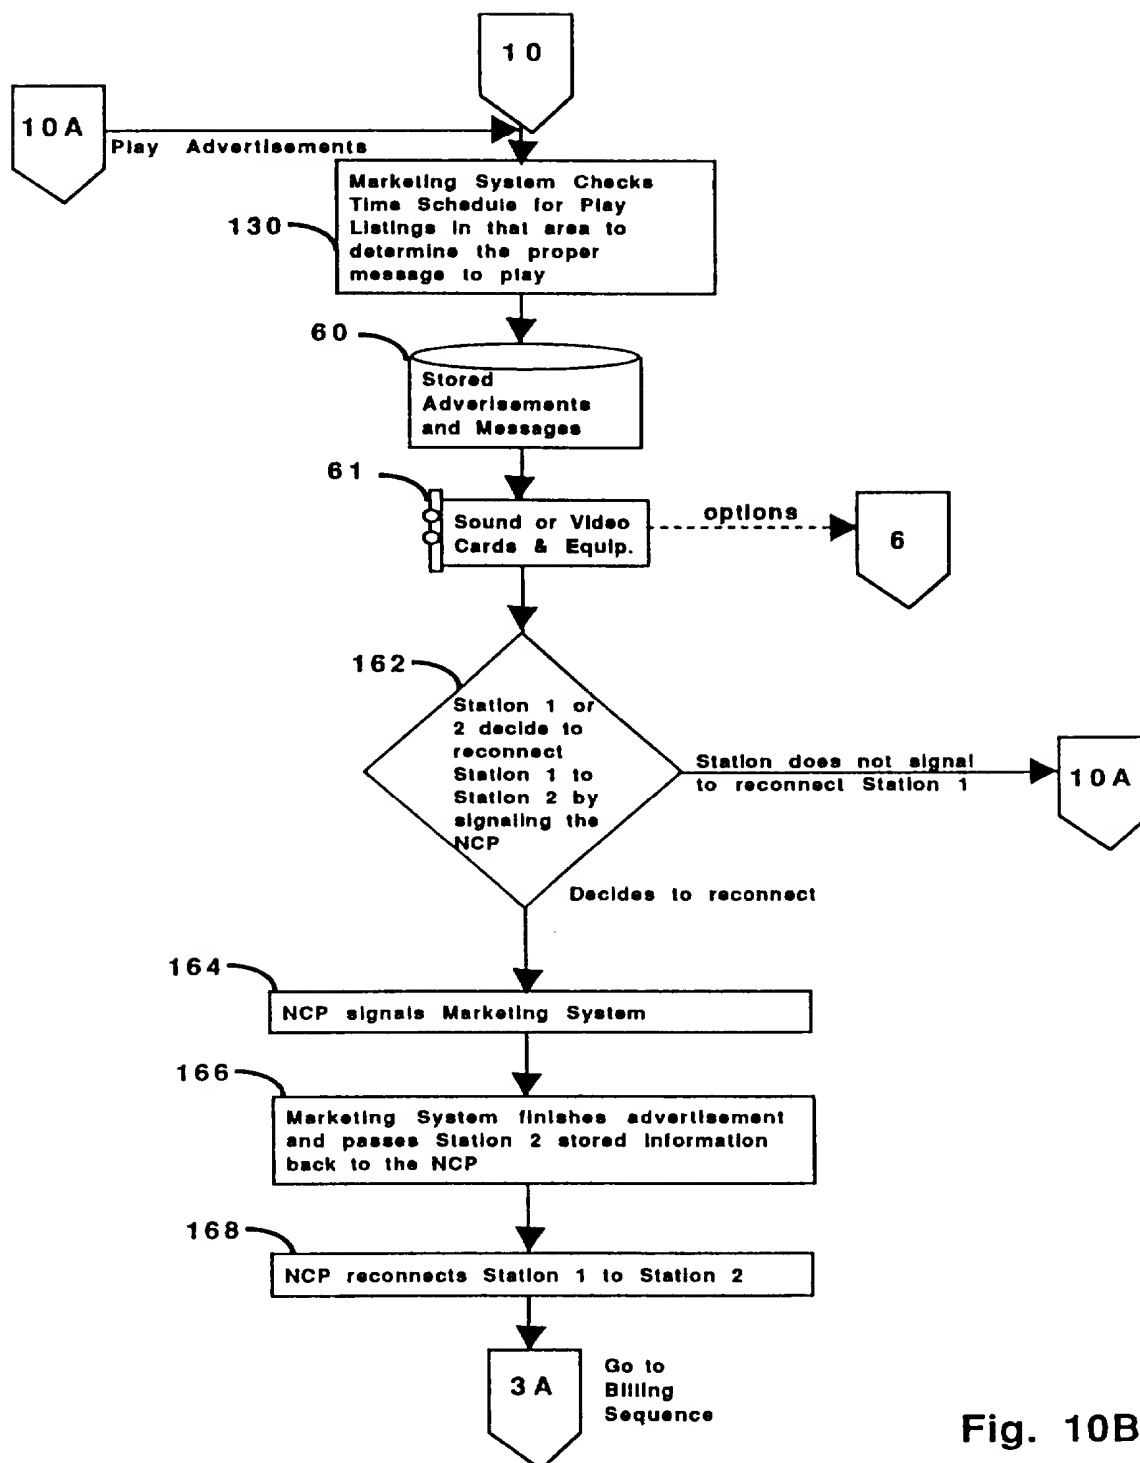 10
10A
Play Advertisements
Marketing System Checks
Time Schedule for Play
Listings in that area to
determine the proper
message to play
130
60
Stored
Adverisements
and Messages
61
Sound or Video
Cards & Equip.
options
6
162
Station 1 or
2 decide to
reconnect
Station 1 to
Station 2 by
signaling the
NCP
Station does not signal
to reconnect Station 1
10A
Decides to reconnect
164
NCP signals Marketing System
166
Marketing System finishes advertisement
and passes Station 2 stored information
back to the NCP
168
NCP reconnects Station 1 to Station 2
3A
Go to
Billing
Sequence
Fig. 10B